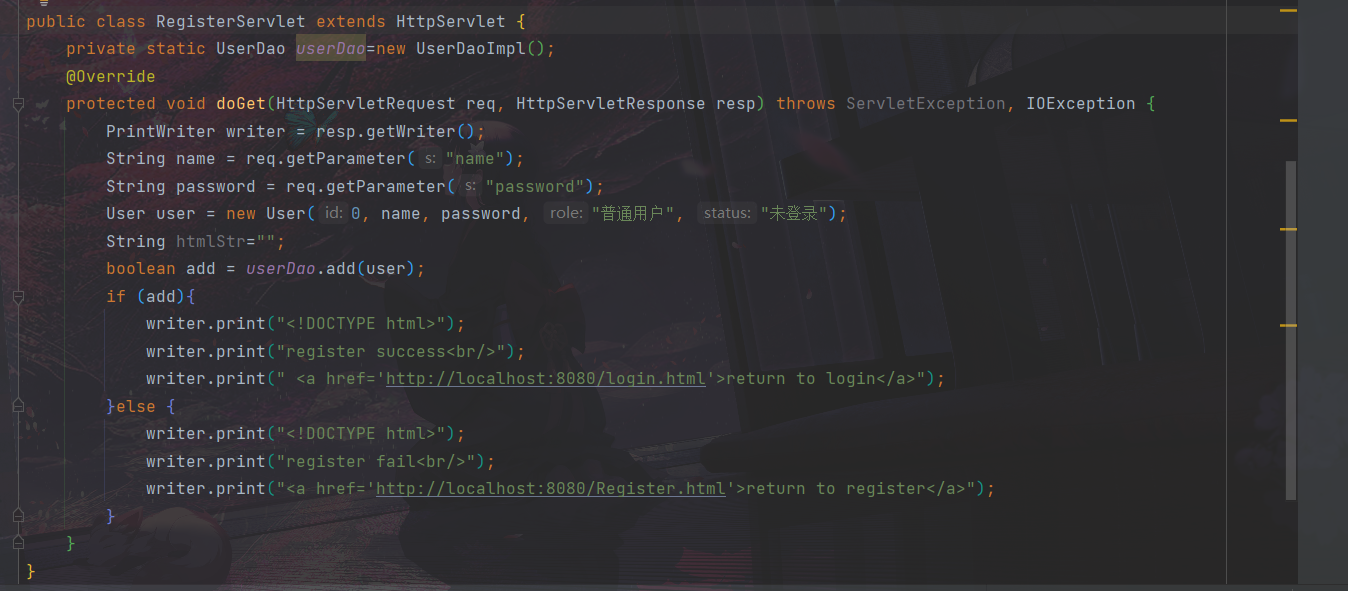 public class RegisterServlet extends HttpServlet {
private static UserDao userDao=new UserDaoImpl();
@Override
protected void doGet(HttpServletRequest req, HttpServletResponse resp) throws ServletException, IOException {
PrintWriter writer = resp.getWriter();
String name = req.getParameter( s: "name");
String password = req.getParameter( s: "password");
User user = new User( id: 0, name, password, role: "普通用户", status: "未登录");
String htmlStr="";
boolean add = userDao.add(user);
if (add){
writer.print("<!DOCTYPE html>");
writer.print("register success<br/>");
writer.print(" <a href='http://localhost:8080/login.html'>return to login</a>");
}else {
writer.print("<!DOCTYPE html>");
writer.print("register fail<br/>");
writer.print("<a href='http://localhost:8080/Register.html'>return to register</a>");
}
}
}